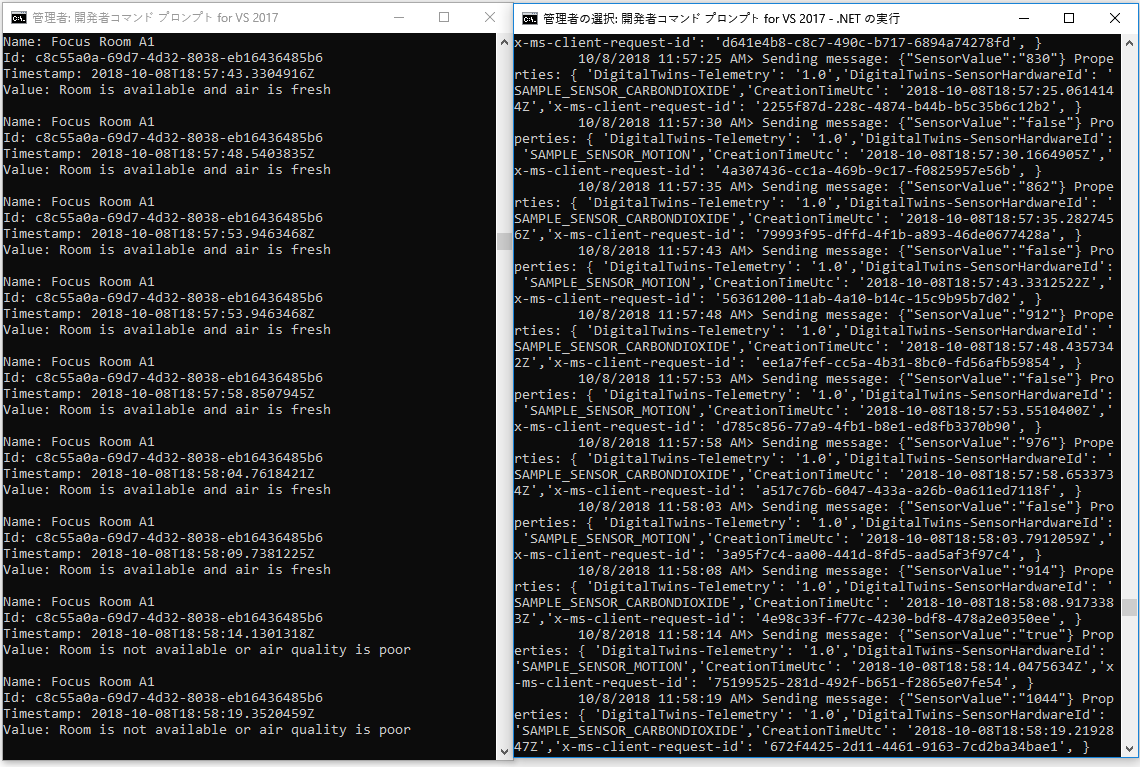 管理者: 開発者コマンド プロンプト for VS 2017
Name: Focus Room A1
Id: c8c55a0a-69d7-4d32-8038-eb16436485b6
Timestamp: 2018-10-08T18:57:43.3304916Z
Value: Room is available and air is fresh
Name: Focus Room A1
Id: c8c55a0a-69d7-4d32-8038-eb16436485b6
Timestamp: 2018-10-08T18:57:48.5403835Z
Value: Room is available and air is fresh
Name: Focus Room A1
Id: c8c55a0a-69d7-4d32-8038-eb16436485b6
Timestamp: 2018-10-08T18:57:53.9463468Z
Value: Room is available and air is fresh
Name: Focus Room A1
Id: c8c55a0a-69d7-4d32-8038-eb16436485b6
Timestamp: 2018-10-08T18:57:53.9463468Z
Value: Room is available and air is fresh
Name: Focus Room A1
Id: c8c55a0a-69d7-4d32-8038-eb16436485b6
Timestamp: 2018-10-08T18:57:58.8507945Z
Value: Room is available and air is fresh
Name: Focus Room A1
Id: c8c55a0a-69d7-4d32-8038-eb16436485b6
Timestamp: 2018-10-08T18:58:04.7618421Z
Value: Room is available and air is fresh
Name: Focus Room A1
Id: c8c55a0a-69d7-4d32-8038-eb16436485b6
Timestamp: 2018-10-08T18:58:09.7381225Z
Value: Room is available and air is fresh
Name: Focus Room A1
Id: c8c55a0a-69d7-4d32-8038-eb16436485b6
Timestamp: 2018-10-08T18:58:14.1301318Z
Value: Room is not available or air quality is poor
Name: Focus Room A1
Id: c8c55a0a-69d7-4d32-8038-eb16436485b6
Timestamp: 2018-10-08T18:58:19.3520459Z
Value: Room is not available or air quality is poor
管理者の選択: 開発者コマンド プロンプト for VS 2017 - .NET の実行
x-ms-client-request-id': 'd641e4b8-c8c7-490c-b717-6894a74278fd', }
10/8/2018 11:57:25 AM> Sending message: {"SensorValue":"830"} Prope
rties: { 'DigitalTwins-Telemetry': '1.0','DigitalTwins-SensorHardwareId': '
SAMPLE_SENSOR_CARBONDIOXIDE','CreationTimeUtc': '2018-10-08T18:57:25.061414
4Z','x-ms-client-request-id': '2255f87d-228c-4874-b44b-b5c35b6c12b2', }
10/8/2018 11:57:30 AM> Sending message: {"SensorValue":"false"} Pro
perties: { 'DigitalTwins-Telemetry': '1.0','DigitalTwins-SensorHardwareId':
'SAMPLE_SENSOR_MOTION','CreationTimeUtc': '2018-10-08T18:57:30.1664905Z','
x-ms-client-request-id': '4a307436-cc1a-469b-9c17-f0825957e56b', }
10/8/2018 11:57:35 AM> Sending message: {"SensorValue":"862"} Prope
rties: { 'DigitalTwins-Telemetry': '1.0','DigitalTwins-SensorHardwareId': '
SAMPLE_SENSOR_CARBONDIOXIDE','CreationTimeUtc': '2018-10-08T18:57:35.282745
6Z','x-ms-client-request-id': '79993f95-dffd-4f1b-a893-46de0677428a', }
10/8/2018 11:57:43 AM> Sending message: {"SensorValue":"false"} Pro
perties: { 'DigitalTwins-Telemetry': '1.0','DigitalTwins-SensorHardwareId':
'SAMPLE_SENSOR_MOTION','CreationTimeUtc': '2018-10-08T18:57:43.3312522Z','
x-ms-client-request-id': '56361200-11ab-4a10-b14c-15c9b95b7d02', }
10/8/2018 11:57:48 AM> Sending message: {"SensorValue":"912"} Prope
rties: { 'DigitalTwins-Telemetry': '1.0','DigitalTwins-SensorHardwareId': '
SAMPLE_SENSOR_CARBONDIOXIDE','CreationTimeUtc': '2018-10-08T18:57:48.435734
2Z','x-ms-client-request-id': 'ee1a7fef-cc5a-4b31-8bc0-fd56afb59854', }
10/8/2018 11:57:53 AM> Sending message: {"SensorValue":"false"} Pro
perties: { 'DigitalTwins-Telemetry': '1.0','DigitalTwins-SensorHardwareId':
'SAMPLE_SENSOR_MOTION','CreationTimeUtc': '2018-10-08T18:57:53.5510400Z','
x-ms-client-request-id': 'd785c856-77a9-4fb1-b8e1-ed8fb3370b90', }
10/8/2018 11:57:58 AM> Sending message: {"SensorValue":"976"} Prope
rties: { 'DigitalTwins-Telemetry': '1.0','DigitalTwins-SensorHardwareId': '
SAMPLE_SENSOR_CARBONDIOXIDE','CreationTimeUtc': '2018-10-08T18:57:58.653373
4Z','x-ms-client-request-id': 'a517c76b-6047-433a-a26b-0a611ed7118f', }
10/8/2018 11:58:03 AM> Sending message: {"SensorValue":"false"} Pro
perties: { 'DigitalTwins-Telemetry': '1.0','DigitalTwins-SensorHardwareId':
'SAMPLE_SENSOR_MOTION','CreationTimeUtc': '2018-10-08T18:58:03.7912059Z','
x-ms-client-request-id': '3a95f7c4-aa00-441d-8fd5-aad5af3f97c4', }
10/8/2018 11:58:08 AM> Sending message: {"SensorValue":"914"} Prope
rties: { 'DigitalTwins-Telemetry': '1.0','DigitalTwins-SensorHardwareId': '
SAMPLE_SENSOR_CARBONDIOXIDE','CreationTimeUtc': '2018-10-08T18:58:08.917338
3Z','x-ms-client-request-id': '4e98c33f-f77c-4230-bdf8-478a2e0350ee', }
10/8/2018 11:58:14 AM> Sending message: {"SensorValue":"true"} Prop
erties: { 'DigitalTwins-Telemetry': '1.0','DigitalTwins-SensorHardwareId':
'SAMPLE_SENSOR_MOTION','CreationTimeUtc': '2018-10-08T18:58:14.0475634Z','x
-ms-client-request-id': '75199525-281d-492f-b651-f2865e07fe54', }
10/8/2018 11:58:19 AM> Sending message: {"SensorValue":"1044"} Prop
erties: { 'DigitalTwins-Telemetry': '1.0','DigitalTwins-SensorHardwareId':
'SAMPLE_SENSOR_CARBONDIOXIDE','CreationTimeUtc': '2018-10-08T18:58:19.21928
47Z','x-ms-client-request-id': '672f4425-2d11-4461-9163-7cd2ba34bae1', }